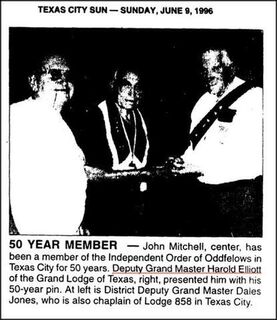 TEXAS CITY SUN — SUNDAY, JUNE 9, 1996
50 YEAR MEMBER — John Mitchell, center, has
been a member of the Independent Order of Oddfelows in
Texas City for 50 years. Deputy Grand Master Harold Elliott
of the Grand Lodge of Texas, right, presented him with his
50-year pin. At left is District Deputy Grand Master Dales
Jones, who is also chaplain of Lodge 858 in Texas City.